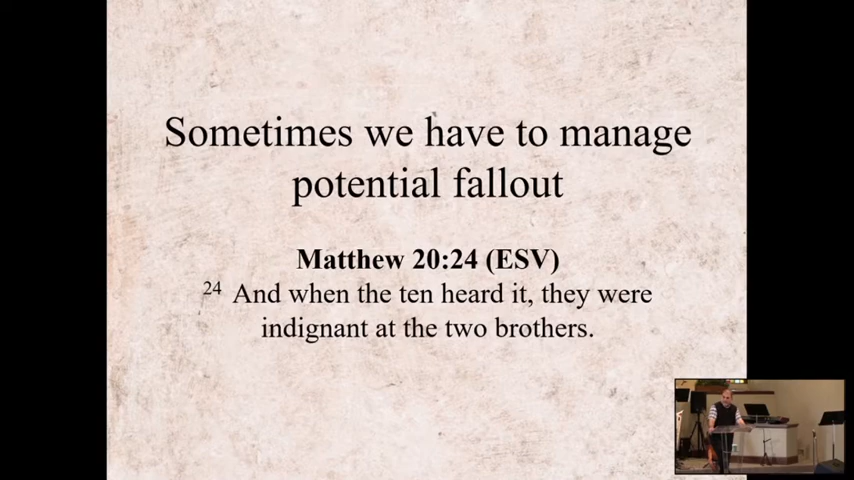 Sometimes we have to manage
potential fallout
Matthew 20:24 (ESV)
24 And when the ten heard it, they were
indignant at the two brothers.